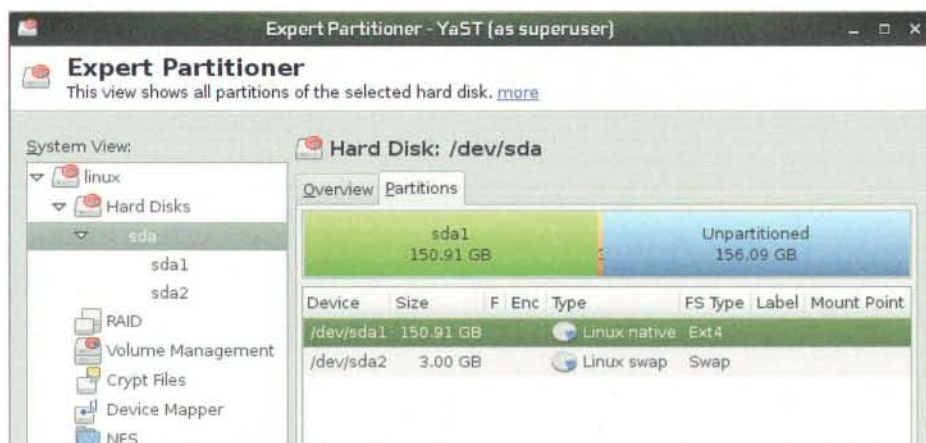 Expert Partitioner - YaST (as superuser)
Expert Partitioner
This view shows all partitions of the selected hard disk. more
System View:
linux
Hard Disks
sda
sda1
sda2
RAID
Volume Management
Crypt Files
Device Mapper
NFS
Hard Disk: /dev/sda
Overview Partitions
sda1
150.91 GB
Unpartitioned
156.09 GB
Device Size F Enc Type FS Type Label Mount Point
/dev/sda1 150.91 GB Linux native Ext4
/dev/sda2 3.00 GB Linux swap Swap